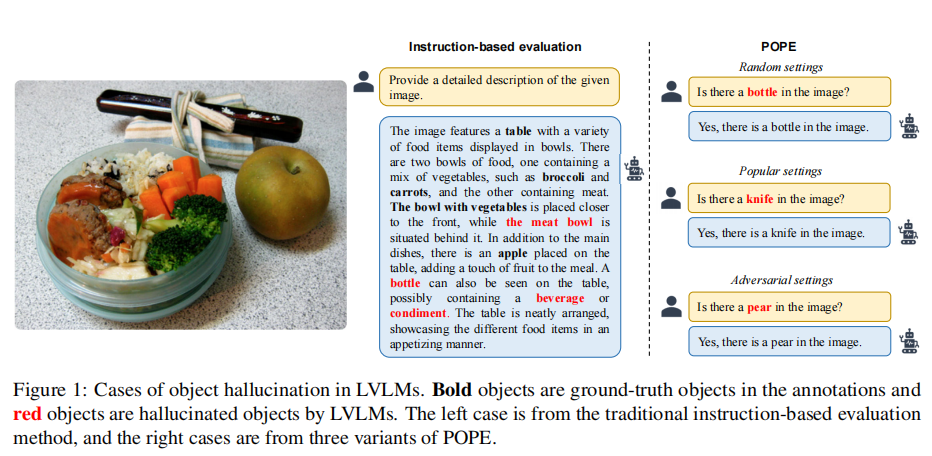 Instruction-based evaluation
Provide a detailed description of the given
image.
The image features a table with a variety
of food items displayed in bowls. There
are two bowls of food, one containing a
mix of vegetables, such as broccoli and
carrots, and the other containing meat.
The bowl with vegetables is placed closer
to the front, while the meat bowl is
situated behind it. In addition to the main
dishes, there is an apple placed on the
table, adding a touch of fruit to the meal. A
bottle can also be seen on the table,
possibly containing a beverage or
condiment. The table is neatly arranged,
showcasing the different food items in an
appetizing manner.
POPE
Random settings
Is there a bottle in the image?
Yes, there is a bottle in the image.
Popular settings
Is there a knife in the image?
Yes, there is a knife in the image.
Adversarial settings
Is there a pear in the image?
Yes, there is a pear in the image.
Figure 1: Cases of object hallucination in LVLMs. Bold objects are ground-truth objects in the annotations and
red objects are hallucinated objects by LVLMs. The left case is from the traditional instruction-based evaluation
method, and the right cases are from three variants of POPE.